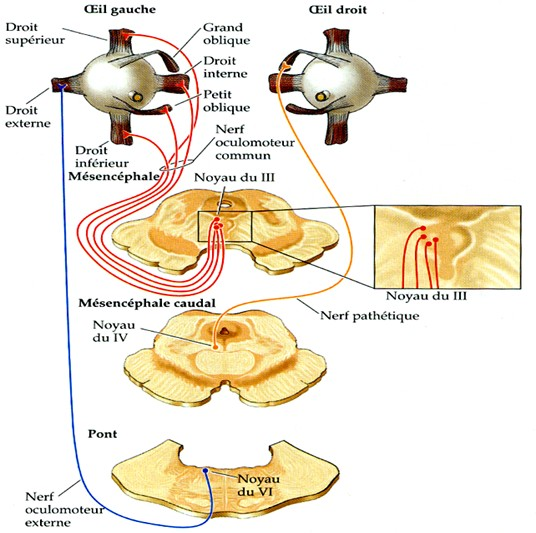 Œil gauche
Œil droit
Droit
supérieur
Grand
oblique
Droit
interne
Petit
oblique
Droit
externe
Nerf
oculomoteur
commun
Droit
inférieur
Mésencéphale
Noyau du III
Noyau du III
Mésencéphale caudal
Nerf pathétique
Noyau
du IV
Pont
Noyau
du VI
Nerf
oculomoteur
externe